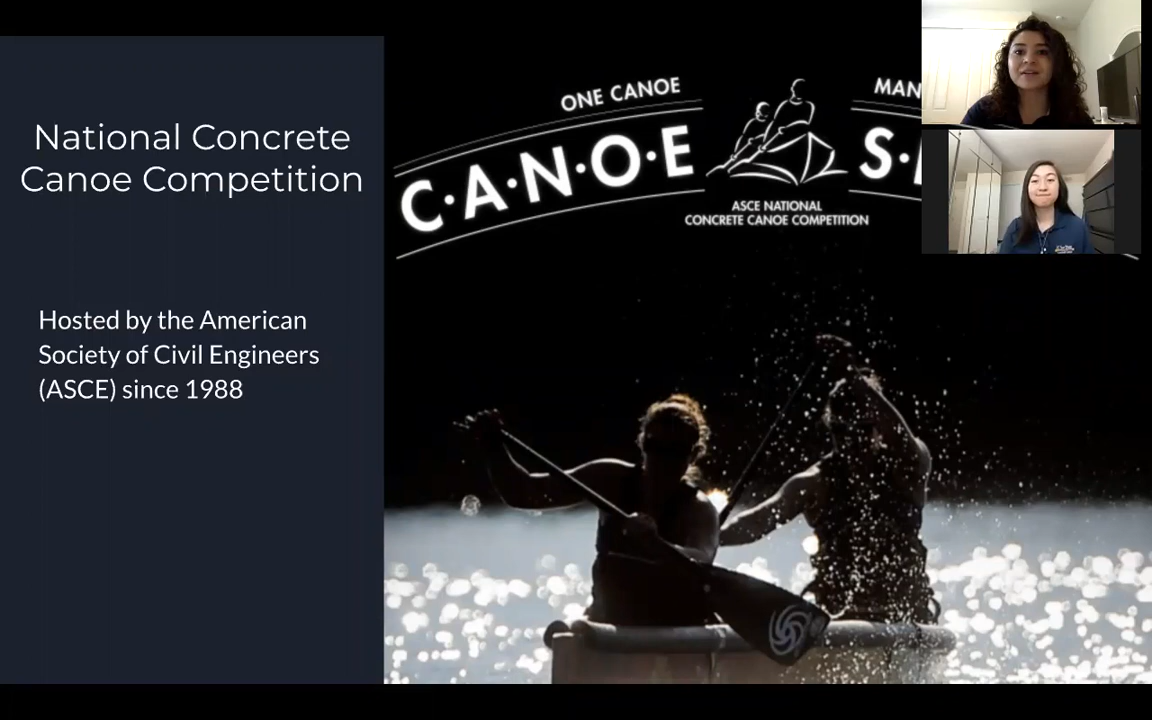 National Concrete
Canoe Competition
Hosted by the American
Society of Civil Engineers
(ASCE) since 1988
ONE CANOE
MAN
C·A·N·O·E
S·
ASCE NATIONAL
CONCRETE CANOE COMPETITION